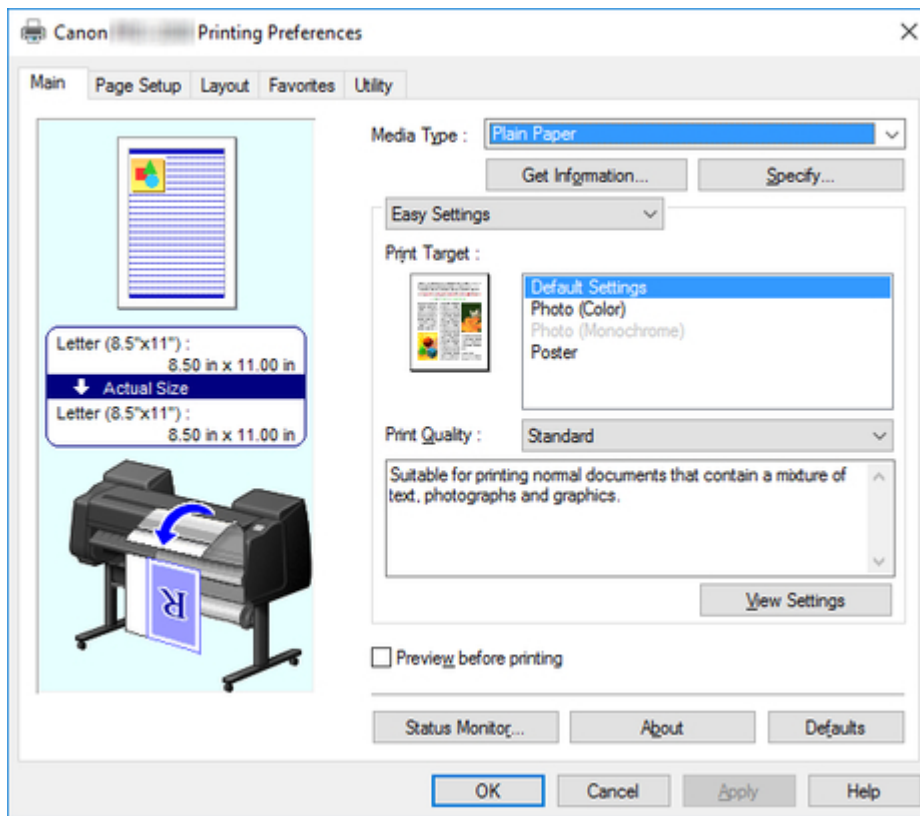 Canon Printing Preferences
Main Page Setup Layout Favorites Utility
Media Type : Plain Paper
Get Information... Specify...
Easy Settings
Print Target :
Default Settings
Photo (Color)
Photo (Monochrome)
Poster
Letter (8.5"x11") :
8.50 in x 11.00 in
Actual Size
Letter (8.5"x11") :
8.50 in x 11.00 in
R
Print Quality : Standard
Suitable for printing normal documents that contain a mixture of
text, photographs and graphics.
View Settings
Preview before printing
Status Monitor... About Defaults
OK Cancel Apply Help